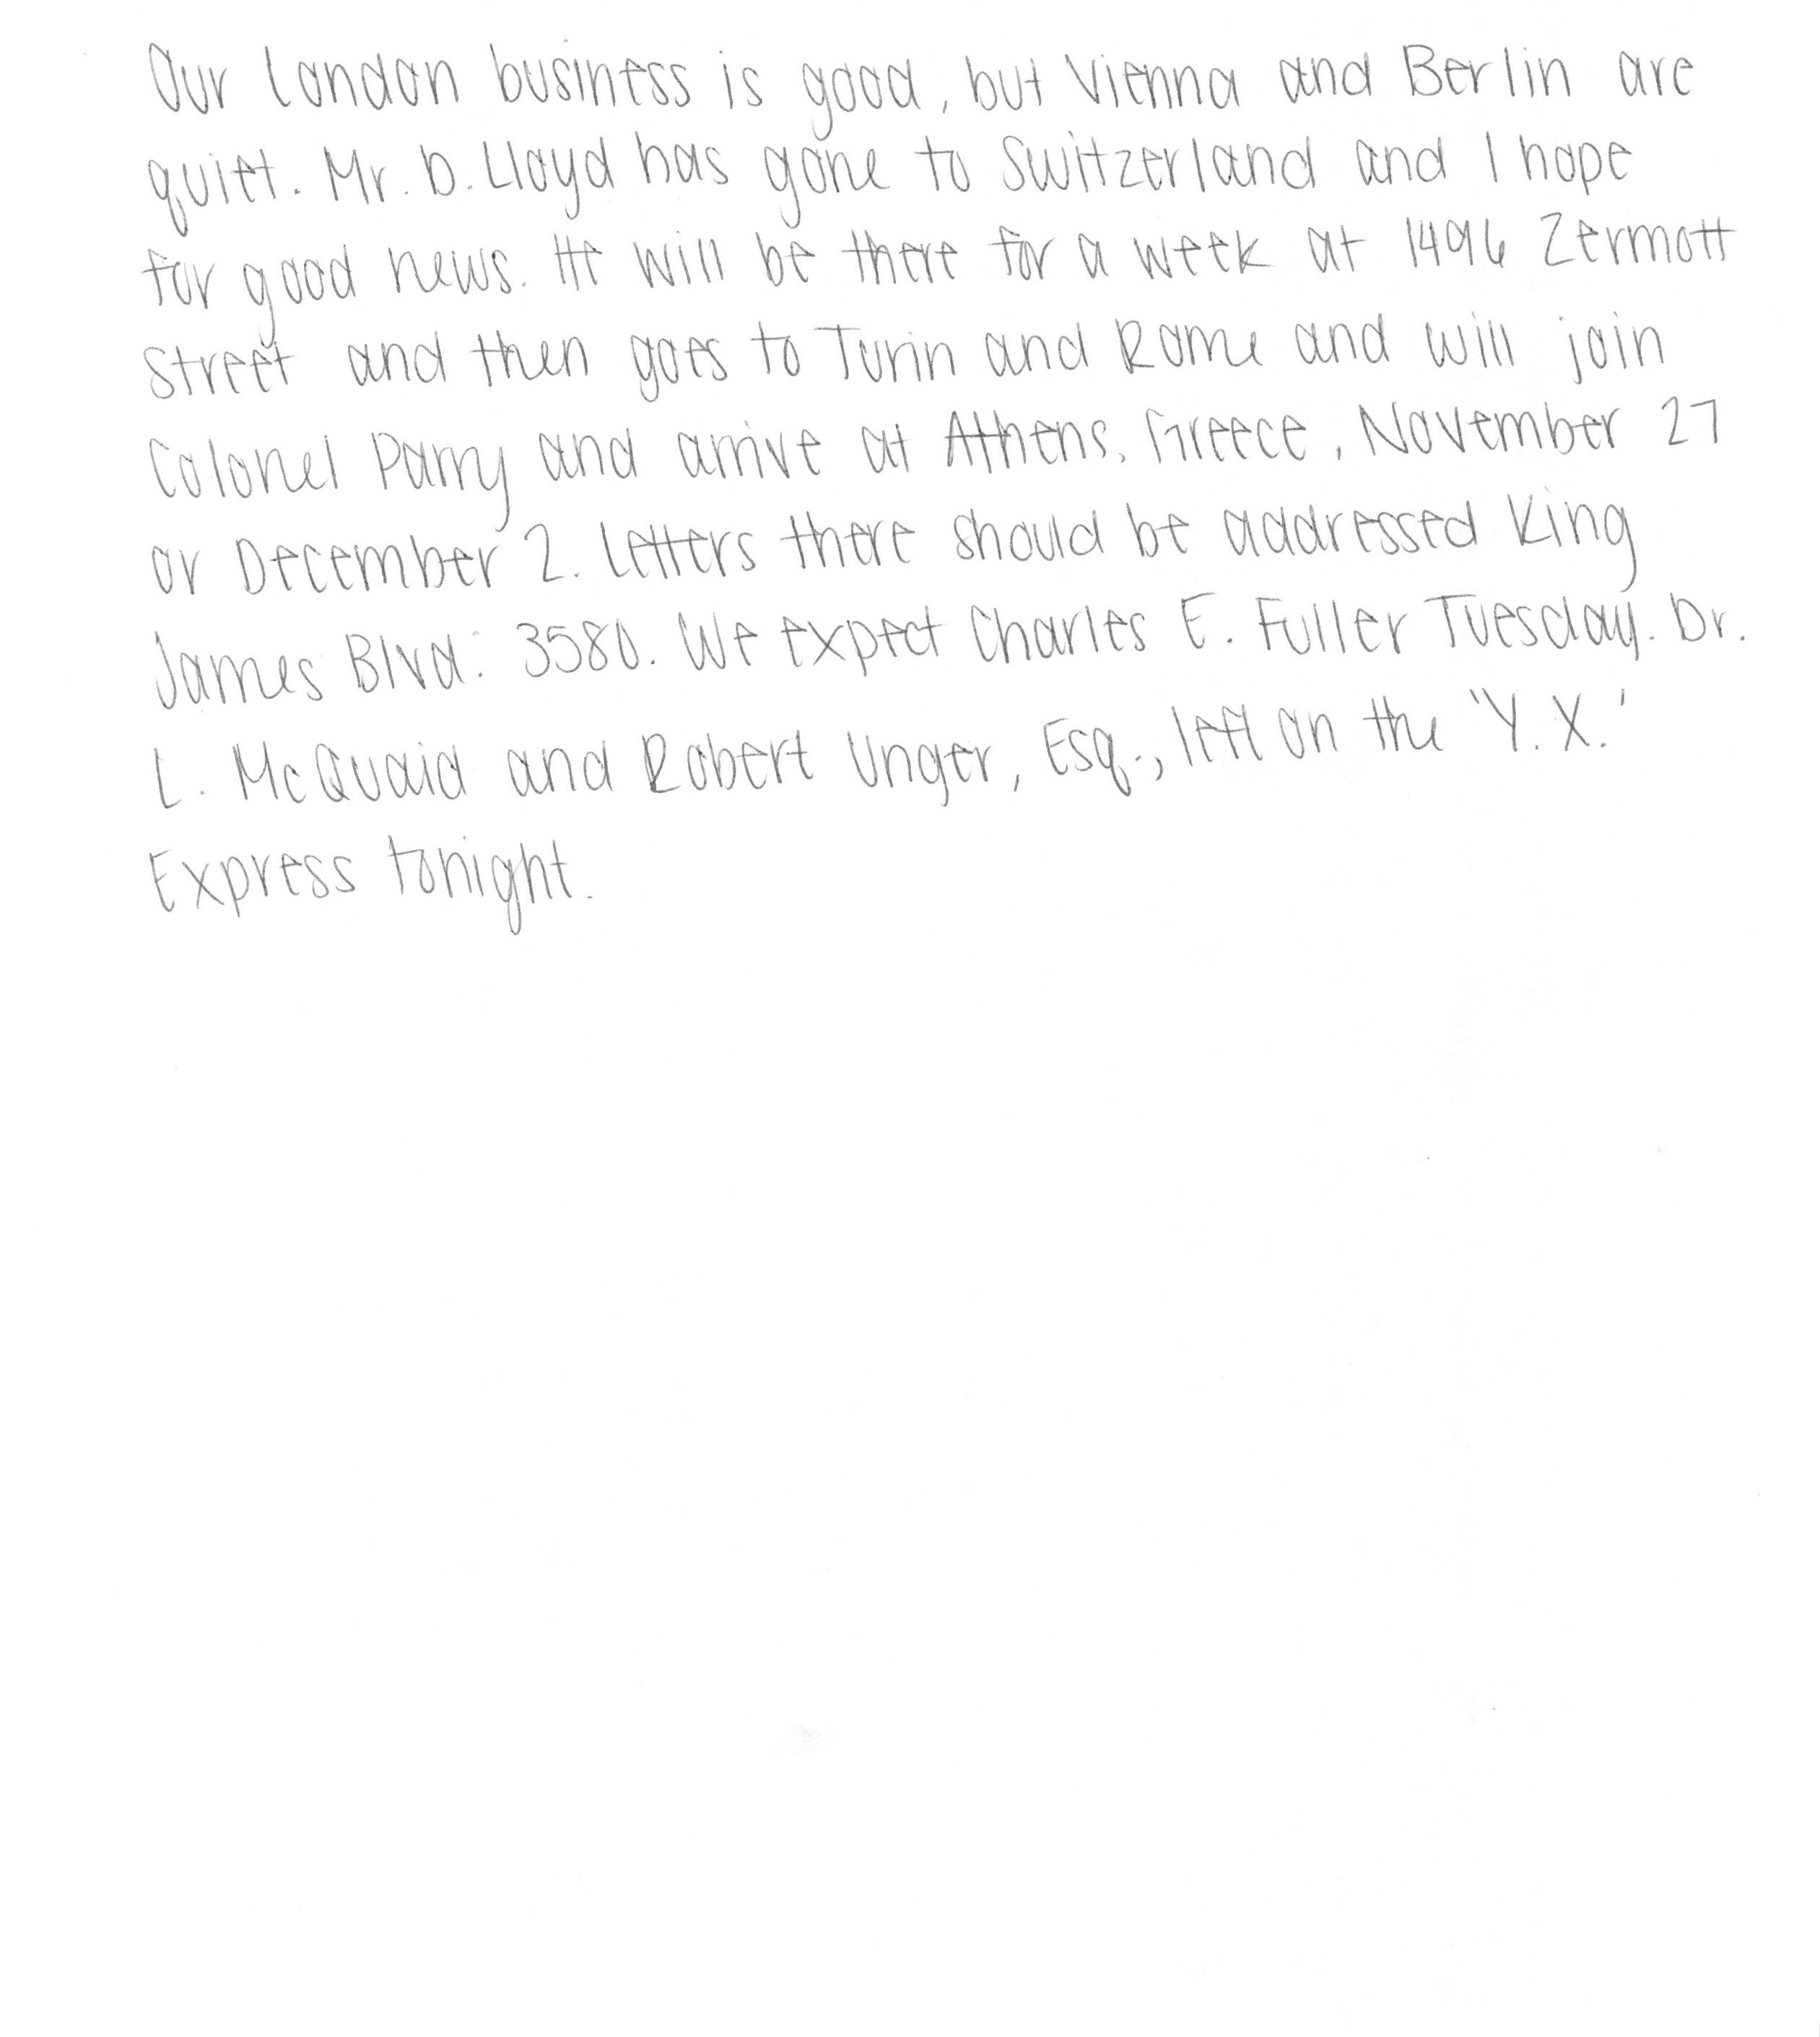 Our London business is good, but Vienna and Berlin are
quiet. Mr. D. Lloyd has gone to Switzerland and I hope
for good news. He will be there for a week at 1496 Zermott
Street and then goes to Turin and Rome and will join
Colonel Parry and arrive at Athens, Greece, November 27
or December 2. Letters there should be addressed King
James Blvd. 3580. We expect Charles E. Fuller Tuesday. Dr.
L. McQuaid and Robert Unger, Esq., left on the 'Y.X.'
Express tonight.